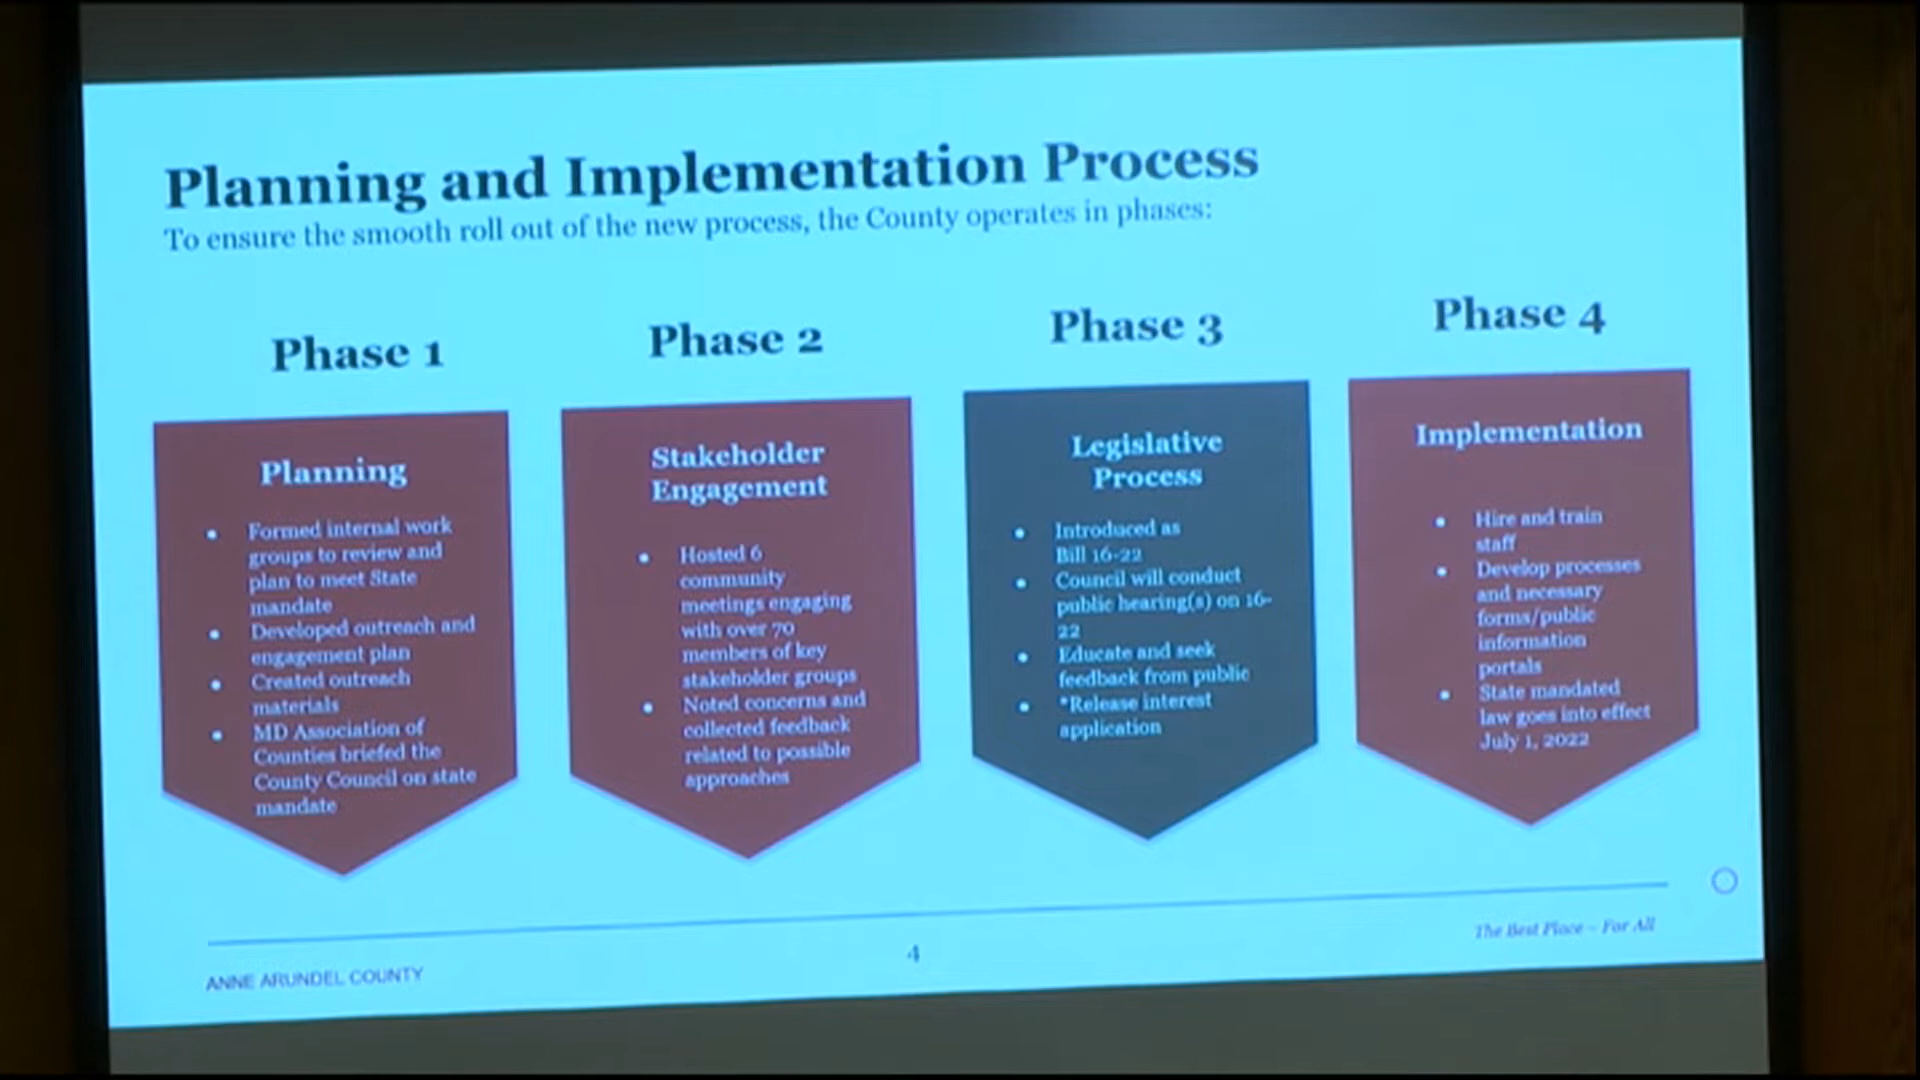 Planning and Implementation Process
To ensure the smooth roll out of the new process, the County operates in phases:
Phase 1
Planning
• Formed internal work
groups to review and
plan to meet State
mandate
• Developed outreach and
engagement plan
• Created outreach
materials
• MD Association of
Counties briefed the
County Council on state
mandate
Phase 2
Stakeholder
Engagement
• Hosted 6
community
meetings engaging
with over 70
members of key
stakeholder groups
• Noted concerns and
collected feedback
related to possible
approaches
Phase 3
Legislative
Process
• Introduced as
Bill 16-22
• Council will conduct
public hearing(s) on 16-
22
• Educate and seek
feedback from public
• *Release interest
application
Phase 4
Implementation
• Hire and train
staff
• Develop processes
and necessary
forms/public
information
portals
• State mandated
law goes into effect
July 1, 2022
ANNE ARUNDEL COUNTY
4
The Best Place – For All